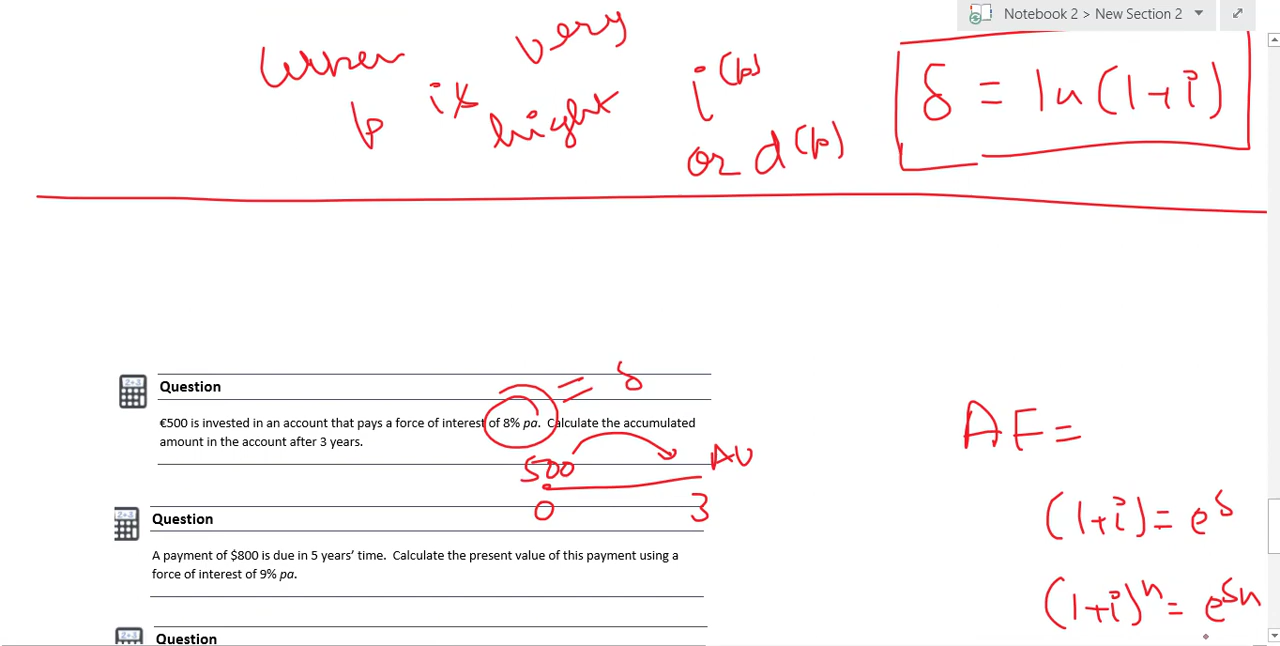 Notebook 2 > New Section 2
When p is very hight i^(p) or d^(p)
δ = ln(1+i)
Question
= δ
€500 is invested in an account that pays a force of interest of 8% pa. Calculate the accumulated
amount in the account after 3 years.
500 AV
0 3
AF =
(1+i) = e^δ
(1+i)^n = e^δn
Question
A payment of $800 is due in 5 years’ time. Calculate the present value of this payment using a
force of interest of 9% pa.
Question